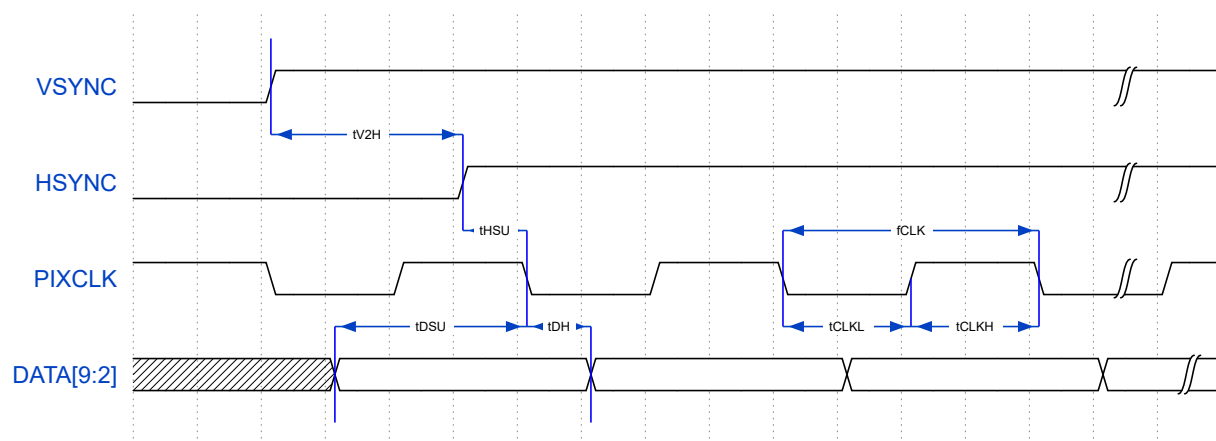 VSYNC
tV2H
HSYNC
tHSU
fCLK
PIXCLK
tDSU
tDH
tCLKL
tCLKH
DATA[9:2]